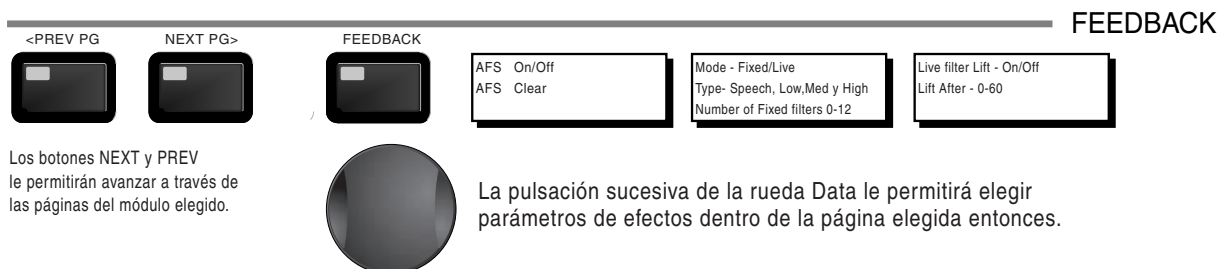 FEEDBACK
<PREV PG
NEXT PG>
FEEDBACK
AFS On/Off
AFS Clear
Mode - Fixed/Live
Type- Speech, Low,Med y High
Number of Fixed filters 0-12
Live filter Lift - On/Off
Lift After - 0-60
Los botones NEXT y PREV
le permitirán avanzar a través de
las páginas del módulo elegido.
La pulsación sucesiva de la rueda Data le permitirá elegir
parámetros de efectos dentro de la página elegida entonces.